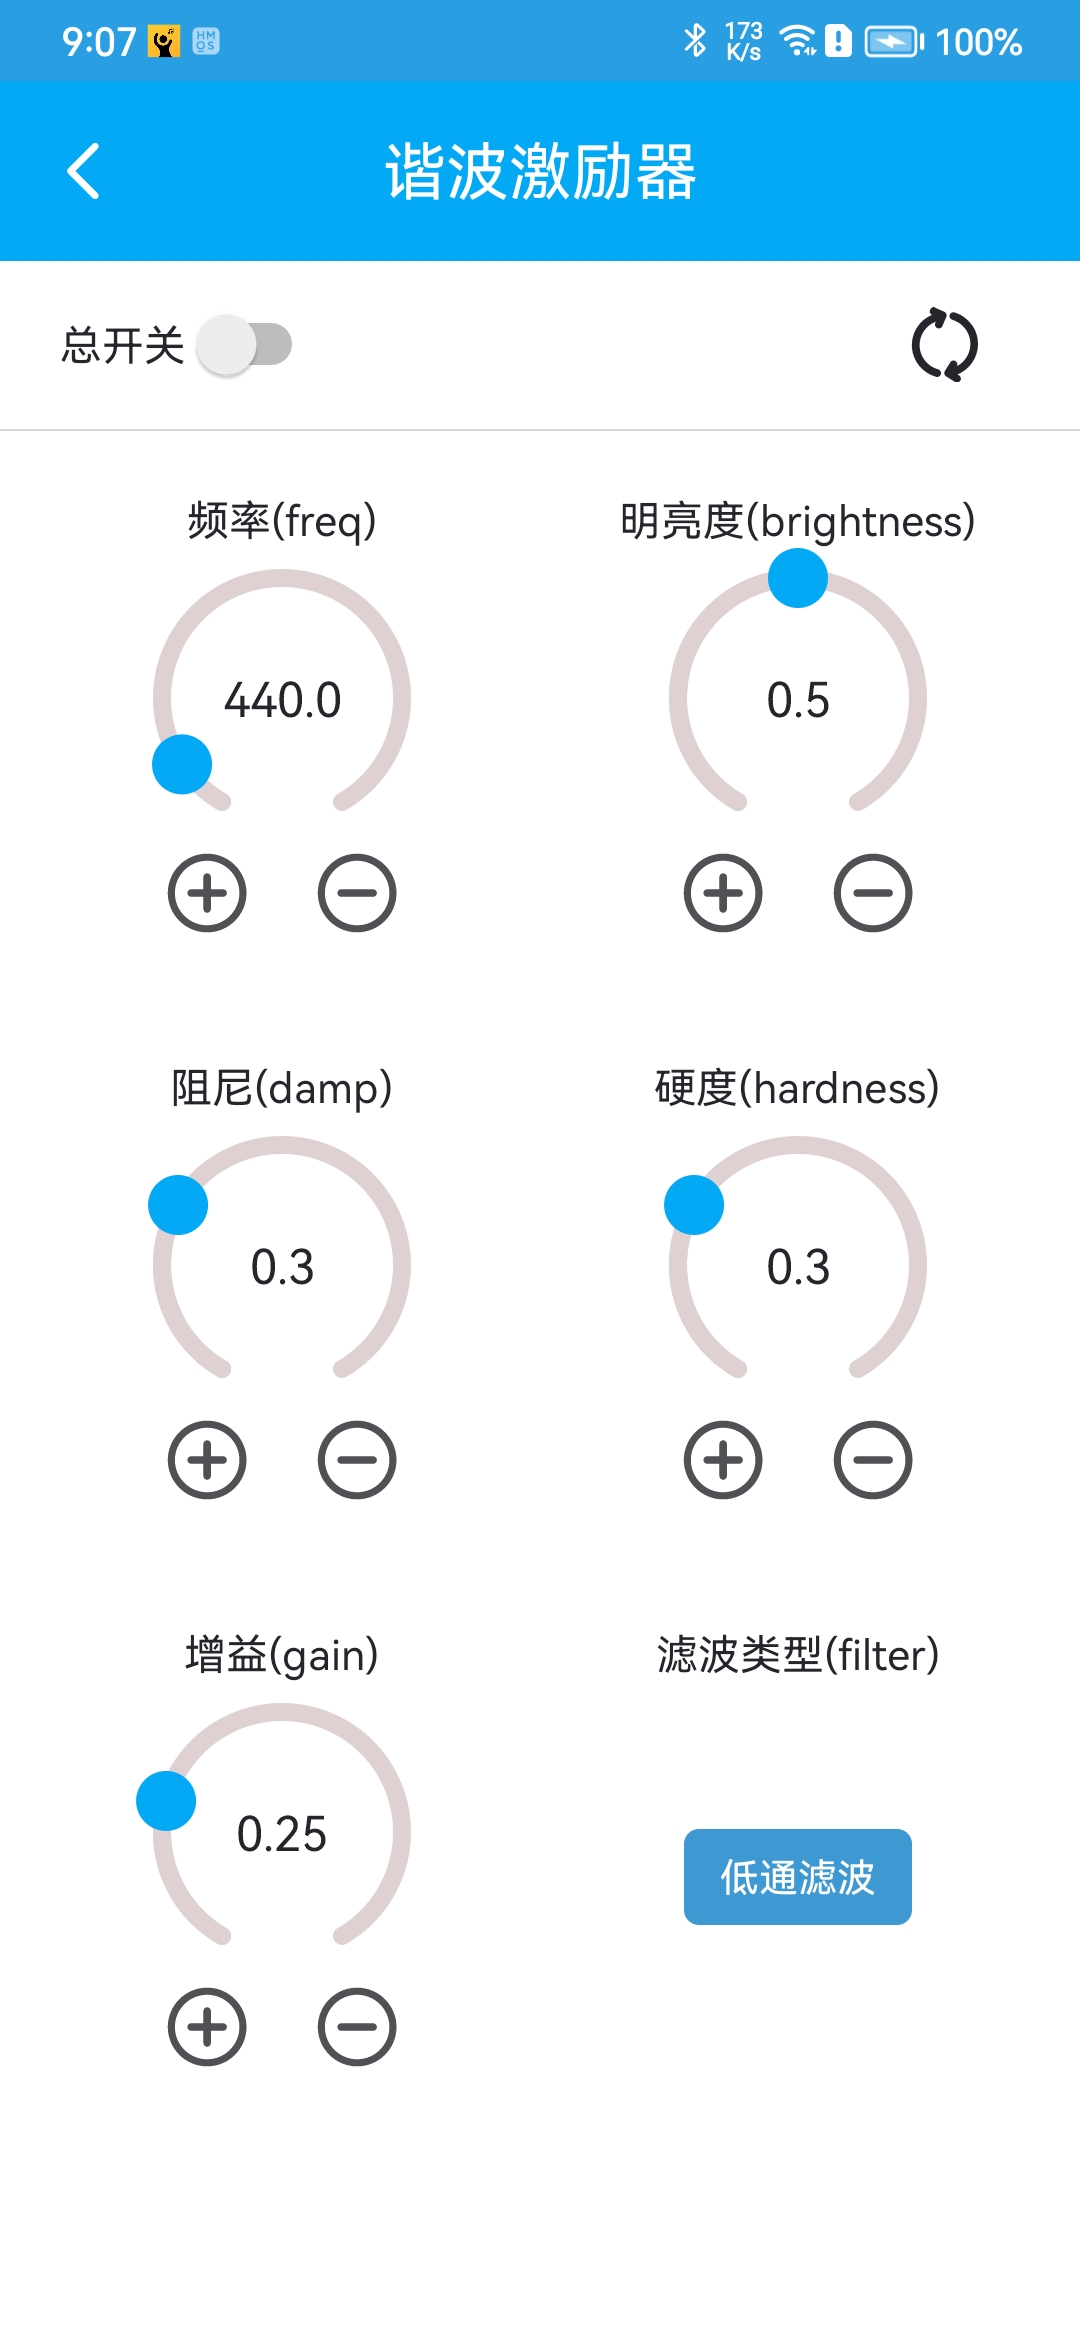 9:07 HMOS 173 K/s 100%
谐波激励器
总开关
频率(freq) 明亮度(brightness)
440.0 0.5
阻尼(damp) 硬度(hardness)
0.3 0.3
增益(gain) 滤波类型(filter)
0.25
低通滤波